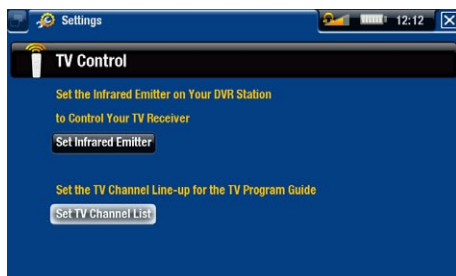 Settings
12:12
TV Control
Set the Infrared Emitter on Your DVR Station
to Control Your TV Receiver
Set Infrared Emitter
Set the TV Channel Line-up for the TV Program Guide
Set TV Channel List